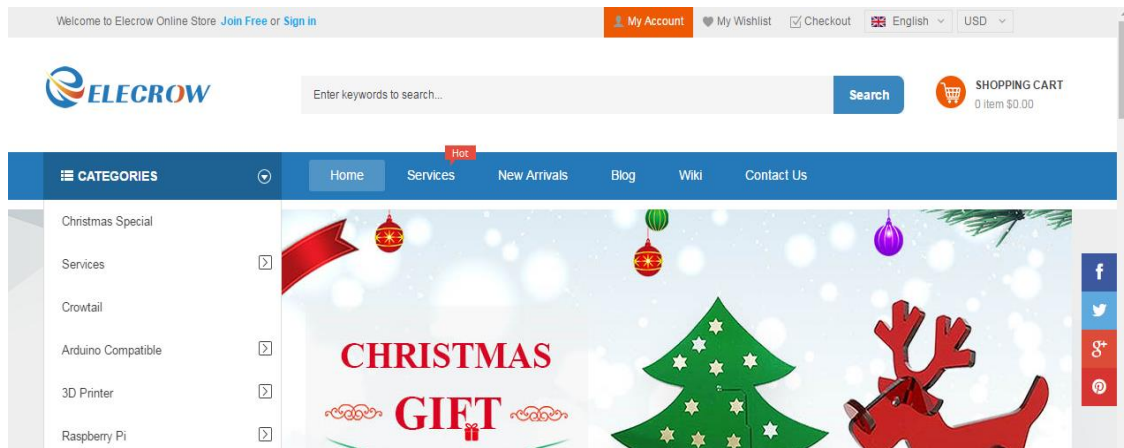 Welcome to Elecrow Online Store Join Free or Sign in
My Account My Wishlist Checkout English USD
ELECROW
Enter keywords to search...
Search
SHOPPING CART
0 item $0.00
Hot
CATEGORIES
Home Services New Arrivals Blog Wiki Contact Us
Christmas Special
Services
Crowtail
Arduino Compatible
3D Printer
Raspberry Pi
CHRISTMAS
GIFT